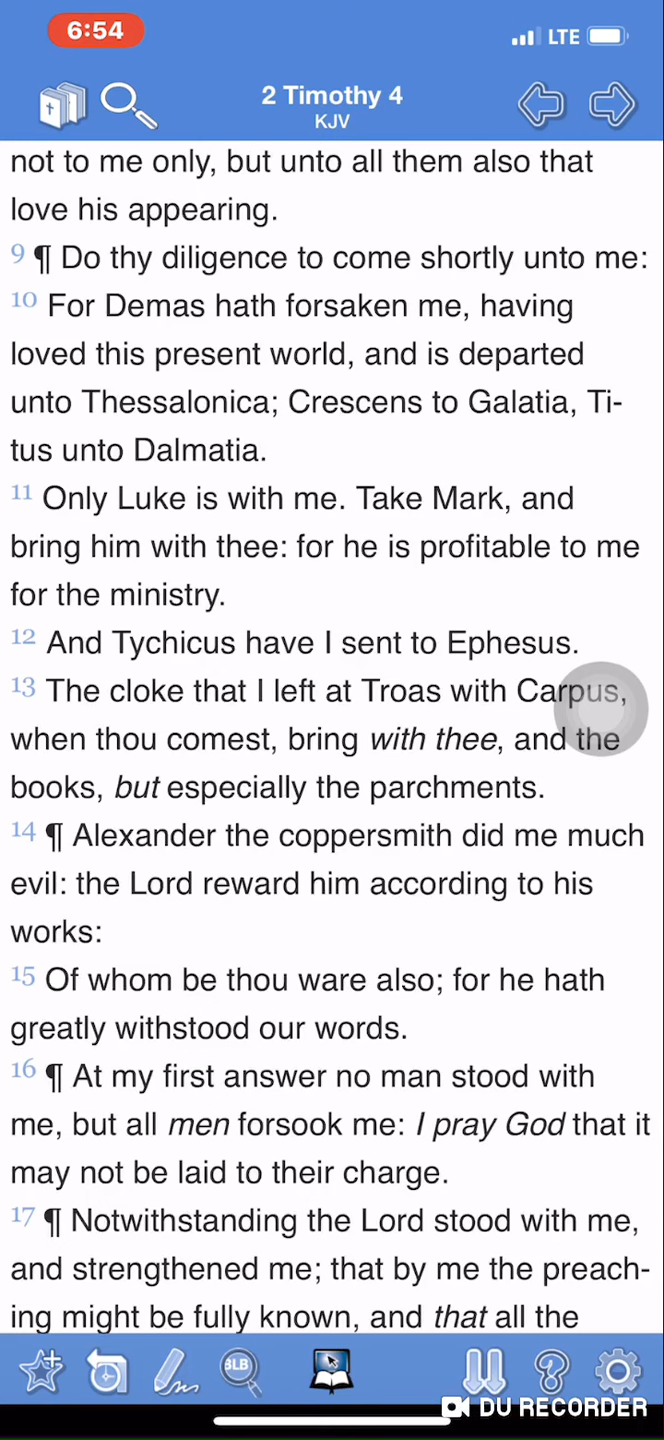 6:54
LTE
2 Timothy 4
KJV
not to me only, but unto all them also that
love his appearing.
9 ¶ Do thy diligence to come shortly unto me:
10 For Demas hath forsaken me, having
loved this present world, and is departed
unto Thessalonica; Crescens to Galatia, Ti-
tus unto Dalmatia.
11 Only Luke is with me. Take Mark, and
bring him with thee: for he is profitable to me
for the ministry.
12 And Tychicus have I sent to Ephesus.
13 The cloke that I left at Troas with Carpus,
when thou comest, bring with thee, and the
books, but especially the parchments.
14 ¶ Alexander the coppersmith did me much
evil: the Lord reward him according to his
works:
15 Of whom be thou ware also; for he hath
greatly withstood our words.
16 ¶ At my first answer no man stood with
me, but all men forsook me: I pray God that it
may not be laid to their charge.
17 ¶ Notwithstanding the Lord stood with me,
and strengthened me; that by me the preach-
ing might be fully known, and that all the
BLB
DU RECORDER